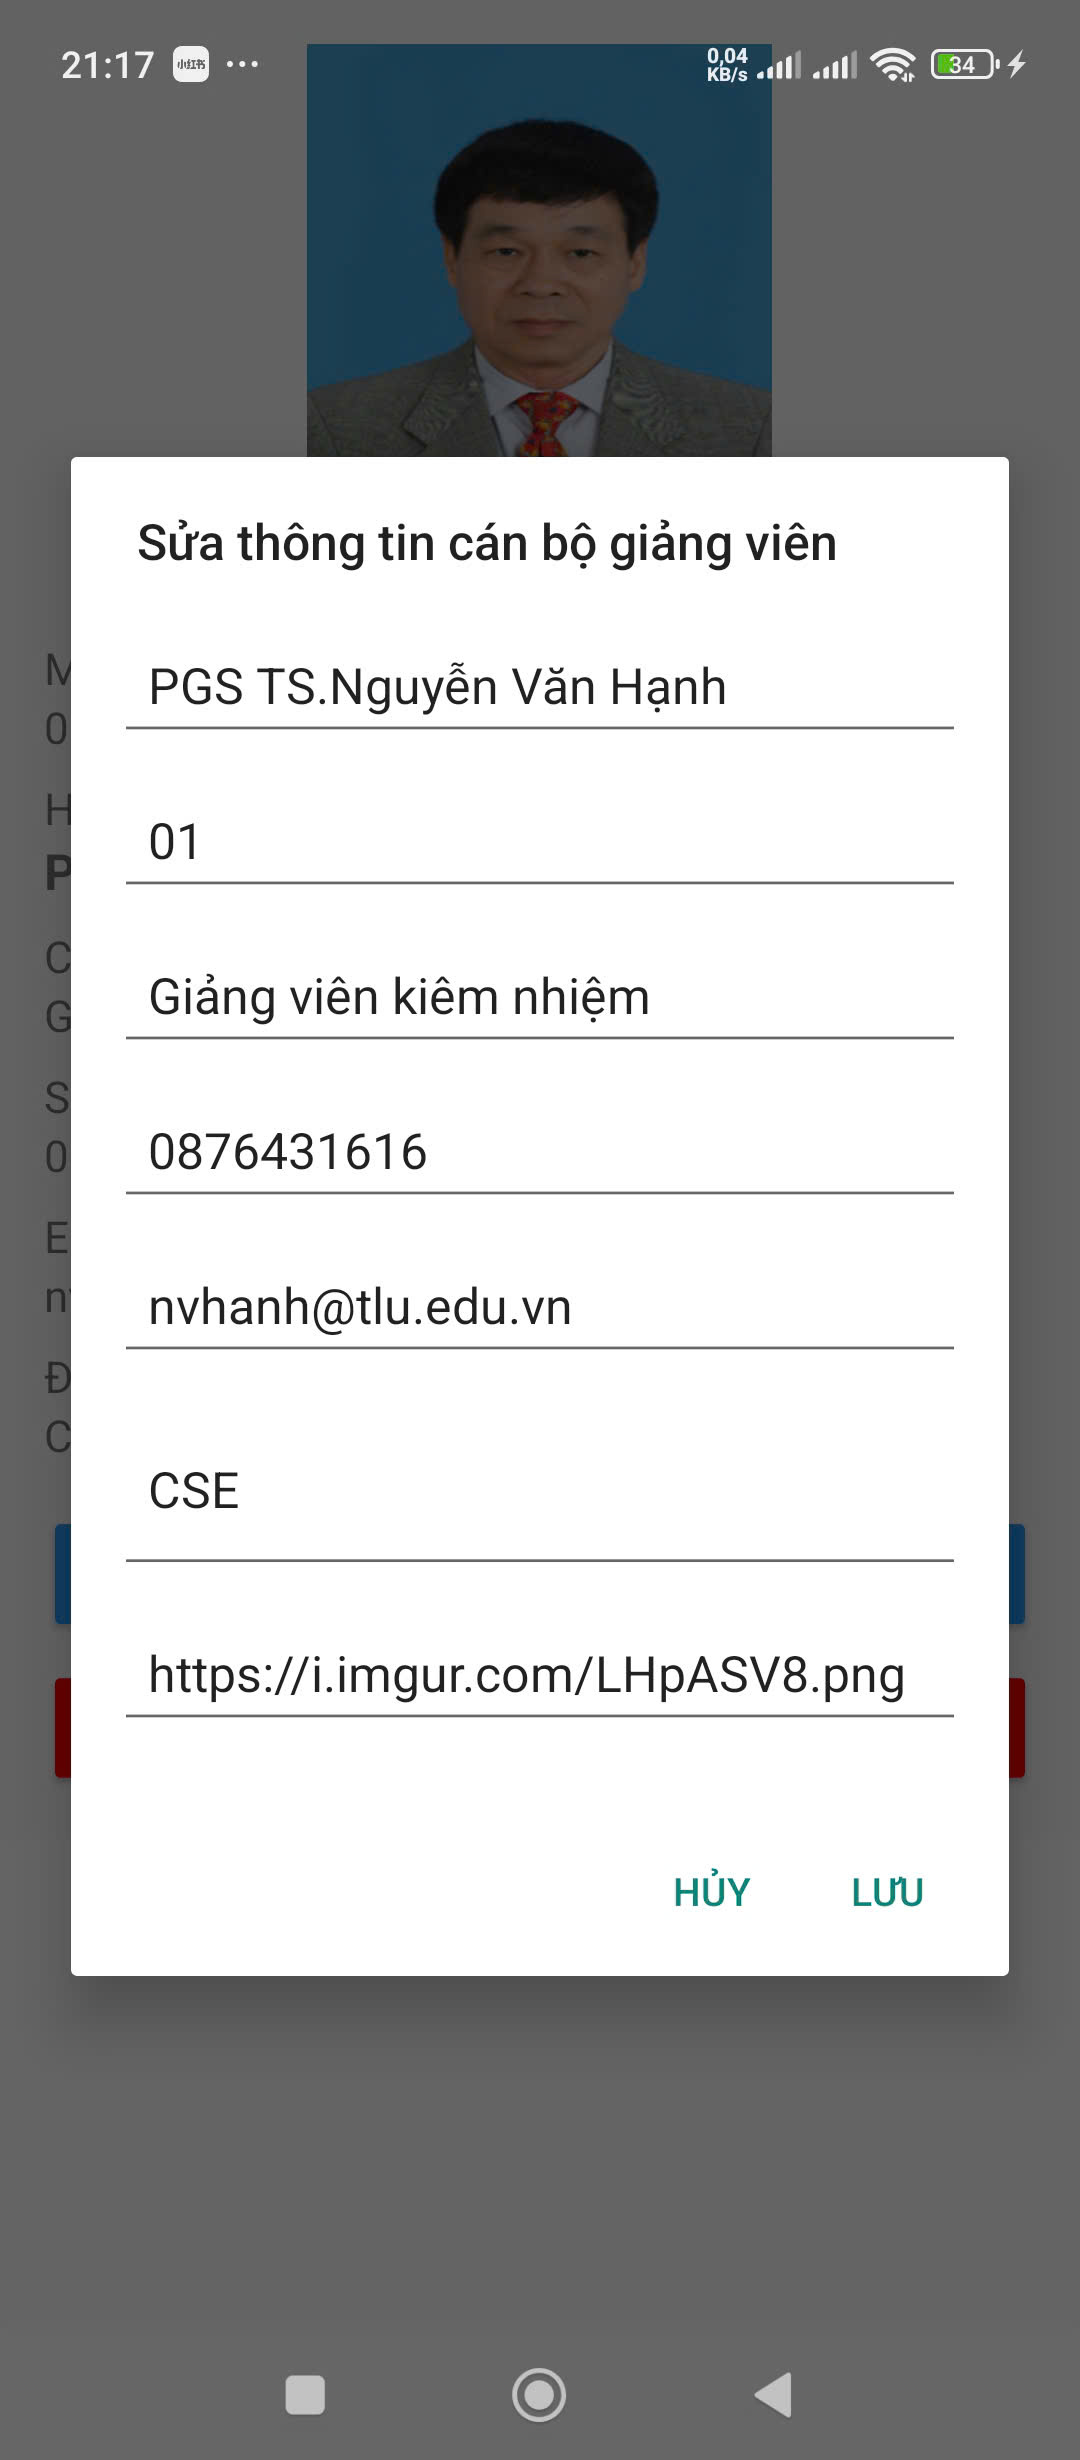 21:17 小红书 ...
0,04
KB/s
34
Sửa thông tin cán bộ giảng viên
PGS TS.Nguyễn Văn Hạnh
01
Giảng viên kiêm nhiệm
0876431616
nvhanh@tlu.edu.vn
CSE
https://i.imgur.com/LHpASV8.png
HỦY LƯU